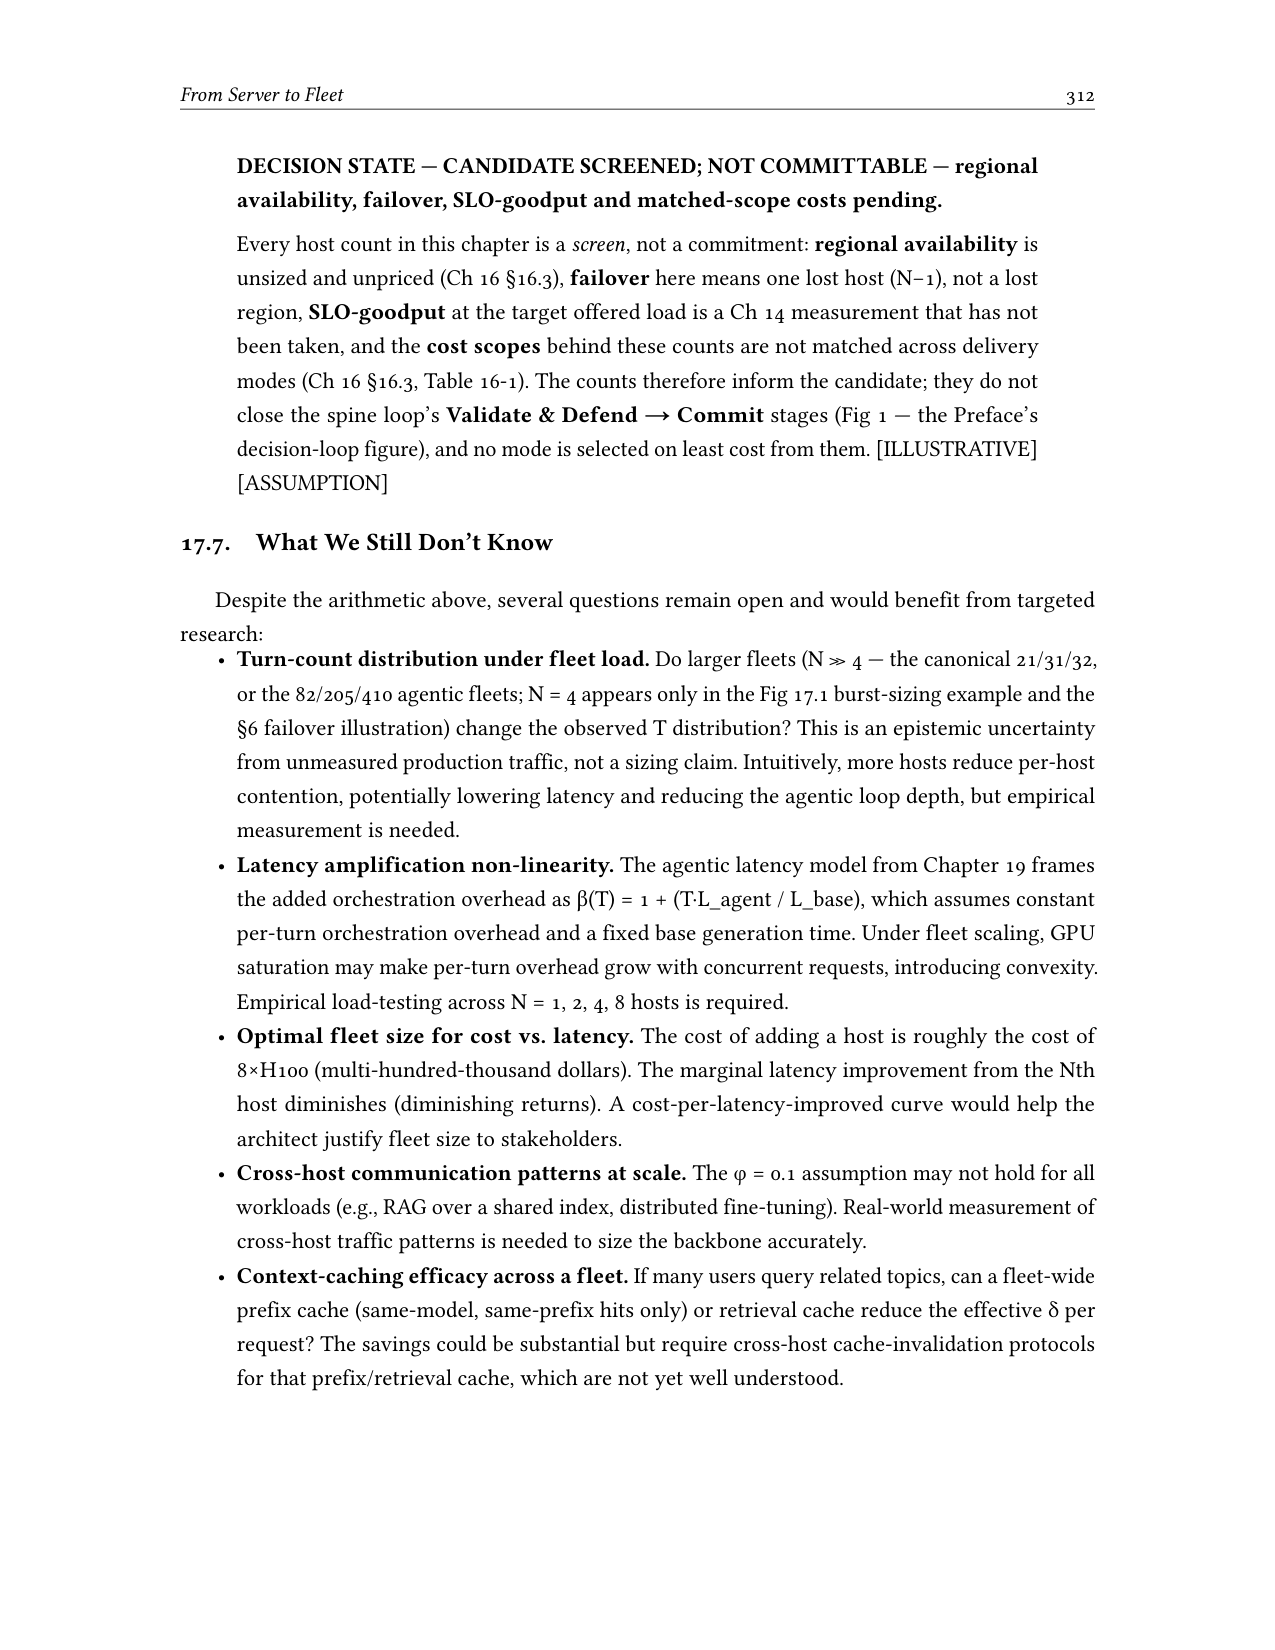 From Server to Fleet 312
DECISION STATE — CANDIDATE SCREENED; NOT COMMITTABLE — regional
availability, failover, SLO-goodput and matched-scope costs pending.
Every host count in this chapter is a screen, not a commitment: regional availability is
unsized and unpriced (Ch 16 §16.3), failover here means one lost host (N−1), not a lost
region, SLO-goodput at the target offered load is a Ch 14 measurement that has not
been taken, and the cost scopes behind these counts are not matched across delivery
modes (Ch 16 §16.3, Table 16-1). The counts therefore inform the candidate; they do not
close the spine loop’s Validate & Defend → Commit stages (Fig 1 — the Preface’s
decision-loop figure), and no mode is selected on least cost from them. [ILLUSTRATIVE]
[ASSUMPTION]
17.7. What We Still Don’t Know
Despite the arithmetic above, several questions remain open and would benefit from targeted
research:
• Turn-count distribution under fleet load. Do larger fleets (N ≫ 4 — the canonical 21/31/32,
or the 82/205/410 agentic fleets; N = 4 appears only in the Fig 17.1 burst-sizing example and the
§6 failover illustration) change the observed T distribution? This is an epistemic uncertainty
from unmeasured production traffic, not a sizing claim. Intuitively, more hosts reduce per-host
contention, potentially lowering latency and reducing the agentic loop depth, but empirical
measurement is needed.
• Latency amplification non-linearity. The agentic latency model from Chapter 19 frames
the added orchestration overhead as β(T) = 1 + (T·L_agent / L_base), which assumes constant
per-turn orchestration overhead and a fixed base generation time. Under fleet scaling, GPU
saturation may make per-turn overhead grow with concurrent requests, introducing convexity.
Empirical load-testing across N = 1, 2, 4, 8 hosts is required.
• Optimal fleet size for cost vs. latency. The cost of adding a host is roughly the cost of
8×H100 (multi-hundred-thousand dollars). The marginal latency improvement from the Nth
host diminishes (diminishing returns). A cost-per-latency-improved curve would help the
architect justify fleet size to stakeholders.
• Cross-host communication patterns at scale. The φ = 0.1 assumption may not hold for all
workloads (e.g., RAG over a shared index, distributed fine-tuning). Real-world measurement of
cross-host traffic patterns is needed to size the backbone accurately.
• Context-caching efficacy across a fleet. If many users query related topics, can a fleet-wide
prefix cache (same-model, same-prefix hits only) or retrieval cache reduce the effective δ per
request? The savings could be substantial but require cross-host cache-invalidation protocols
for that prefix/retrieval cache, which are not yet well understood.